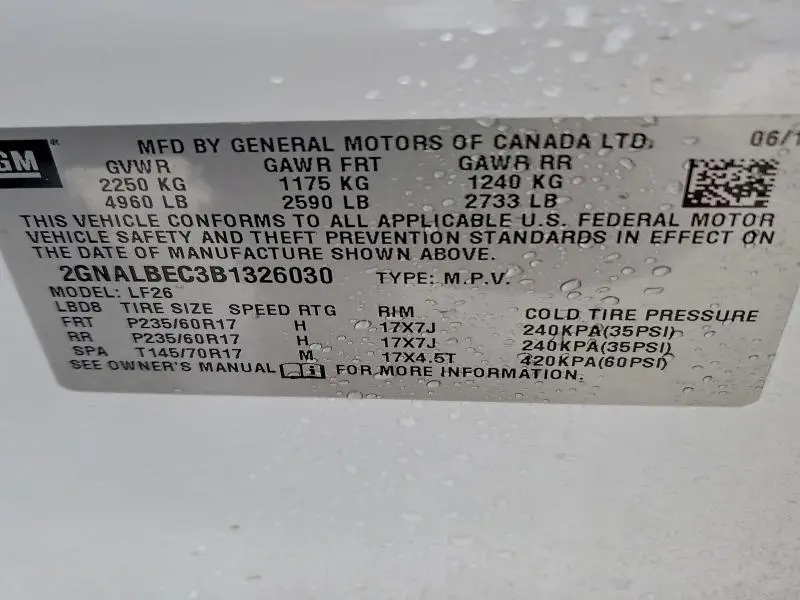 GM MFD BY GENERAL MOTORS OF CANADA LTD. 06/1
GVWR GAWR FRT GAWR RR
2250 KG 1175 KG 1240 KG
4960 LB 2590 LB 2733 LB
THIS VEHICLE CONFORMS TO ALL APPLICABLE U.S. FEDERAL MOTOR
VEHICLE SAFETY AND THEFT PREVENTION STANDARDS IN EFFECT ON
THE DATE OF MANUFACTURE SHOWN ABOVE.
2GNALBEC3B1326030 TYPE: M.P.V.
MODEL: LF26
LBD8 TIRE SIZE SPEED RTG RIM COLD TIRE PRESSURE
FRT P235/60R17 H 17X7J 240KPA(35PSI)
RR P235/60R17 H 17X7J 240KPA(35PSI)
SPA T145/70R17 M 17X4.5T 420KPA(60PSI)
SEE OWNER'S MANUAL FOR MORE INFORMATION.